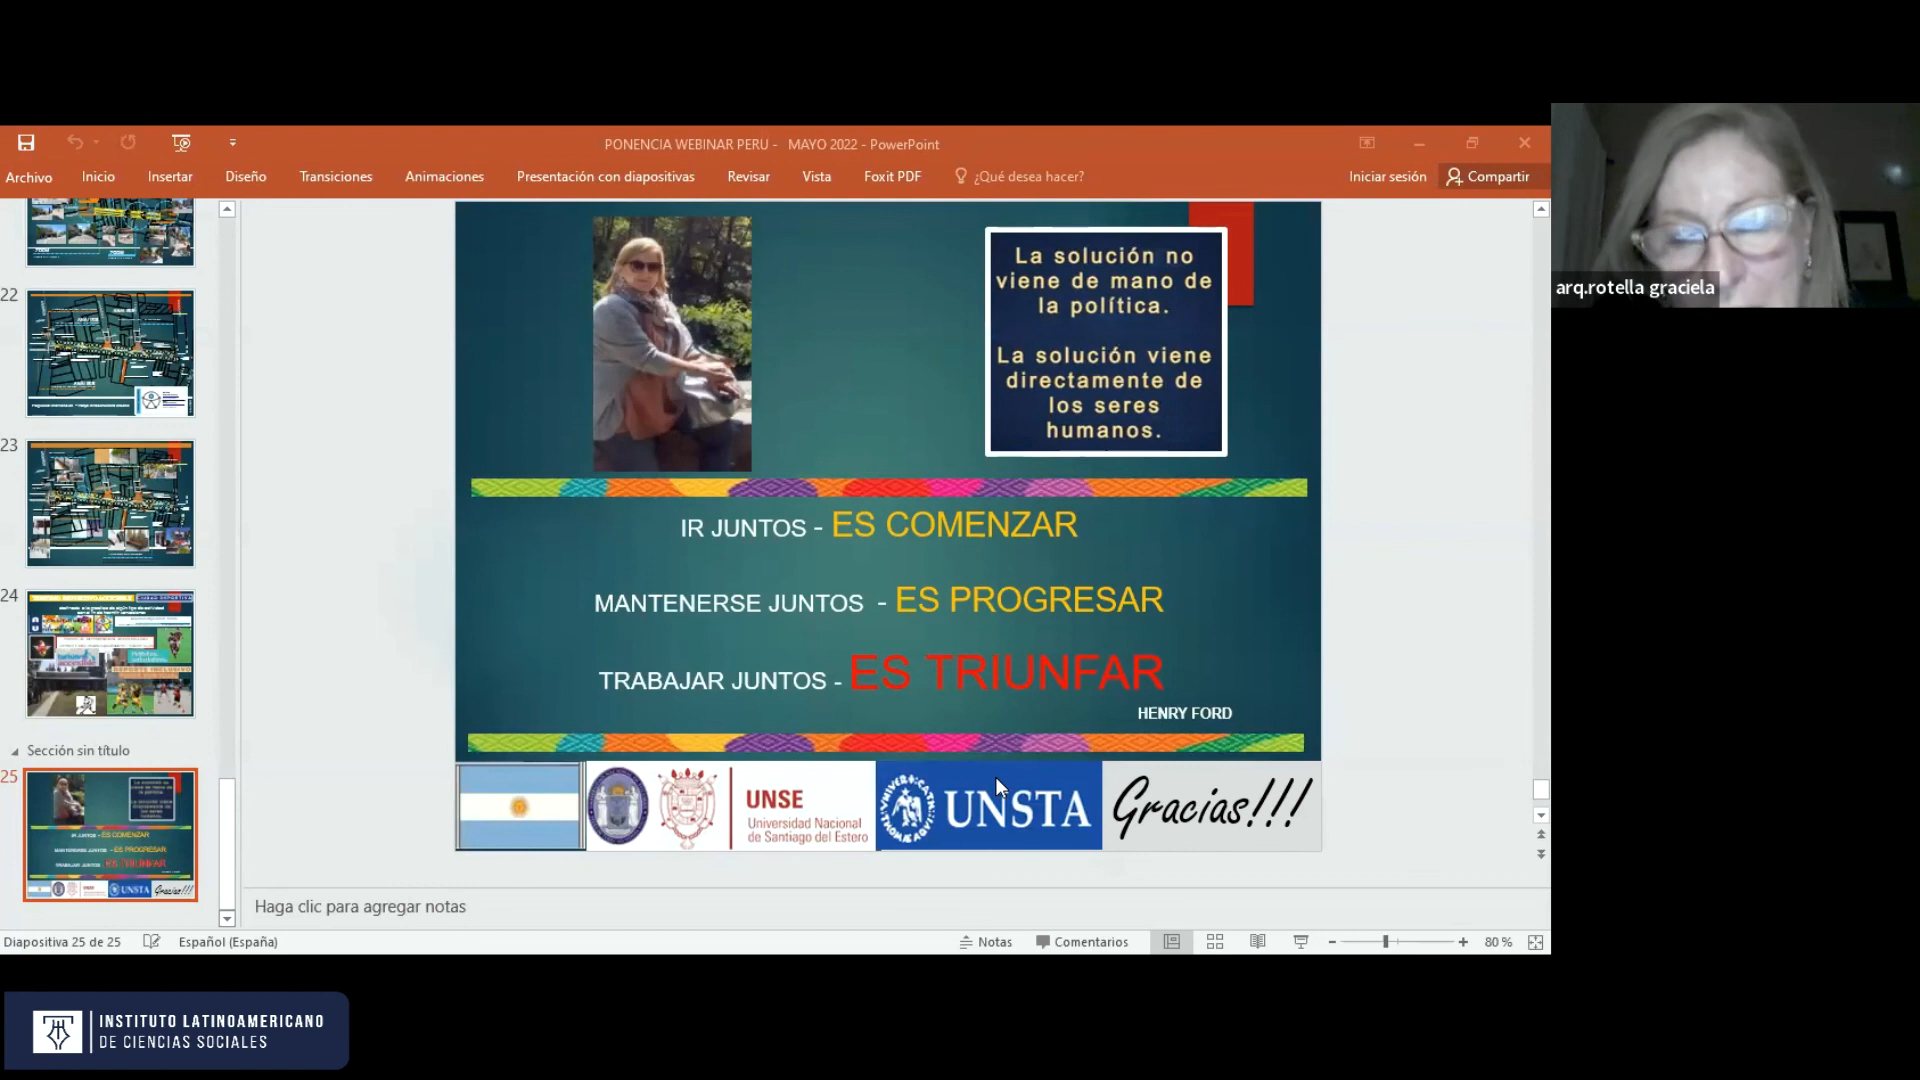 PONENCIA WEBINAR PERU - MAYO 2022 - PowerPoint
Archivo Inicio Insertar Diseño Transiciones Animaciones Presentación con diapositivas Revisar Vista Foxit PDF ¿Qué desea hacer? Iniciar sesión Compartir
arq.rotella graciela
22
23
24
Sección sin título
25
La solución no
viene de mano de
la política.
La solución viene
directamente de
los seres
humanos.
IR JUNTOS - ES COMENZAR
MANTENERSE JUNTOS - ES PROGRESAR
TRABAJAR JUNTOS - ES TRIUNFAR
HENRY FORD
UNSE
Universidad Nacional
de Santiago del Estero
UNSTA
Gracias!!!
Haga clic para agregar notas
Diapositiva 25 de 25 Español (España) Notas Comentarios 80 %
INSTITUTO LATINOAMERICANO
DE CIENCIAS SOCIALES